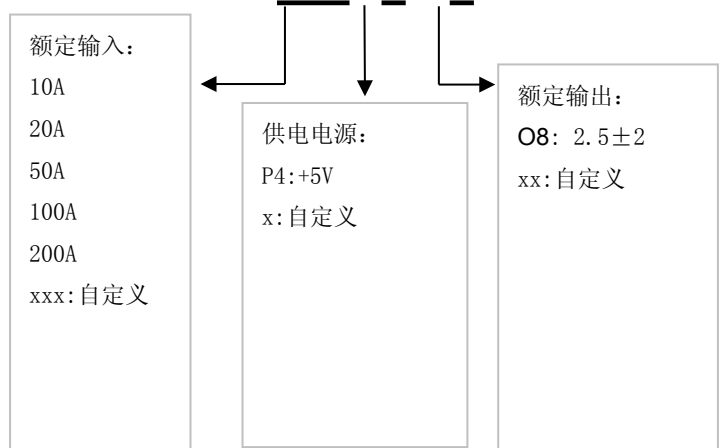 额定输入：
10A
20A
50A
100A
200A
xxx:自定义
供电电源：
P4:+5V
x:自定义
额定输出：
O8: 2.5±2
xx:自定义